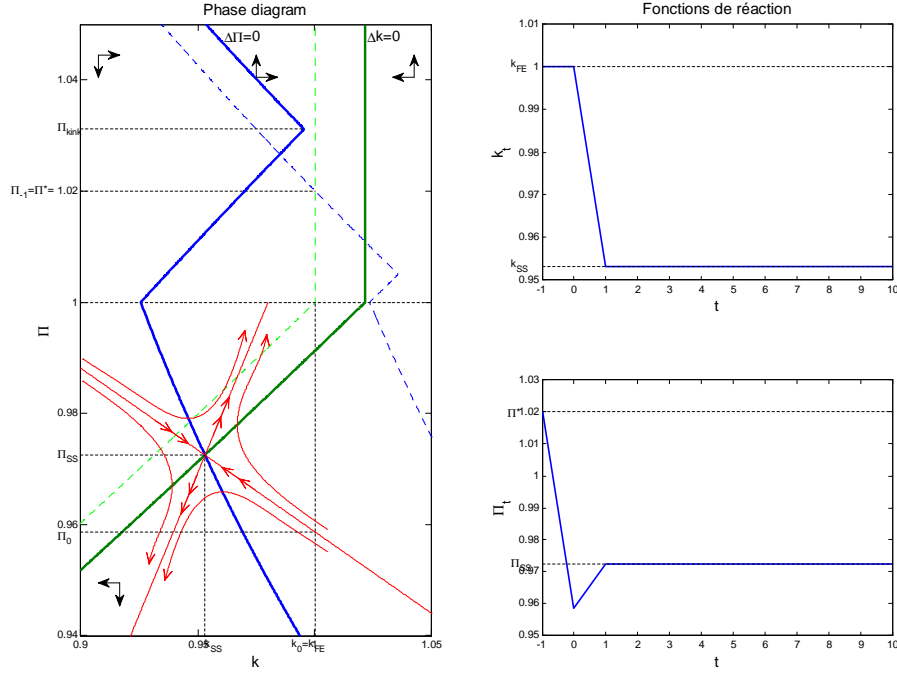 Phase diagram
ΔΠ=0
Δk=0
1.04
Π_kink
Π_-1=Π*= 1.02
1
Π
0.98
Π_SS
0.96
Π_0
0.94
0.9
0.95
k_SS
k_0=k_FE
1
1.05
k
Fonctions de réaction
1.01
k_FE
1
0.99
0.98
k_t
0.97
0.96
k_SS
0.95
-1 0 1 2 3 4 5 6 7 8 9 10
t
1.03
Π*
1.02
1.01
1
Π_t
0.99
0.98
Π_SS
0.97
0.96
0.95
-1 0 1 2 3 4 5 6 7 8 9 10
t